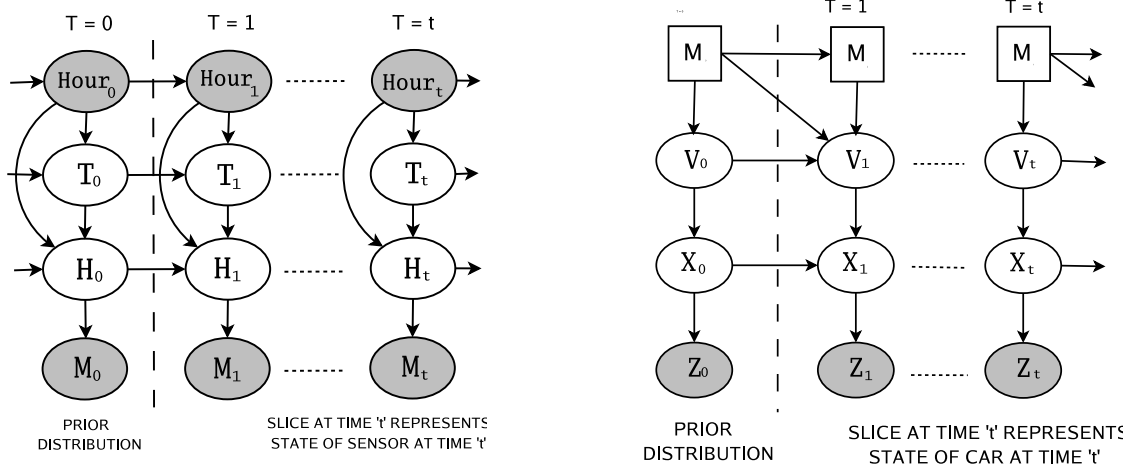 T = 0
T = 1
T = t
Hour0
Hour1
Hourt
T0
T1
Tt
H0
H1
Ht
M0
M1
Mt
PRIOR
DISTRIBUTION
SLICE AT TIME 't' REPRESENTS
STATE OF SENSOR AT TIME 't'
T = 1
T = t
M
M
M
V0
V1
Vt
X0
X1
Xt
Z0
Z1
Zt
PRIOR
DISTRIBUTION
SLICE AT TIME 't' REPRESENTS
STATE OF CAR AT TIME 't'